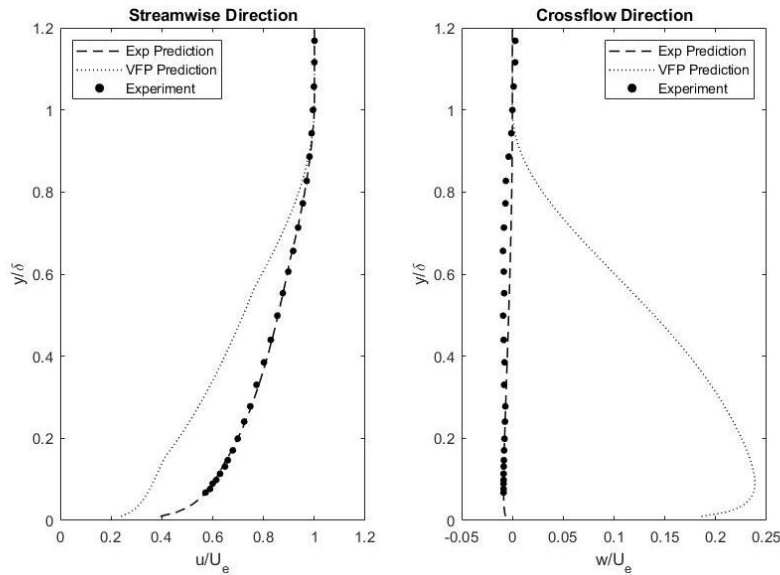 Streamwise Direction
1.2
1
0.8
0.6
0.4
0.2
0
y/δ
Exp Prediction
VFP Prediction
Experiment
0 0.2 0.4 0.6 0.8 1 1.2
u/U_e
Crossflow Direction
1.2
1
0.8
0.6
0.4
0.2
0
y/δ
Exp Prediction
VFP Prediction
Experiment
-0.05 0 0.05 0.1 0.15 0.2 0.25
w/U_e